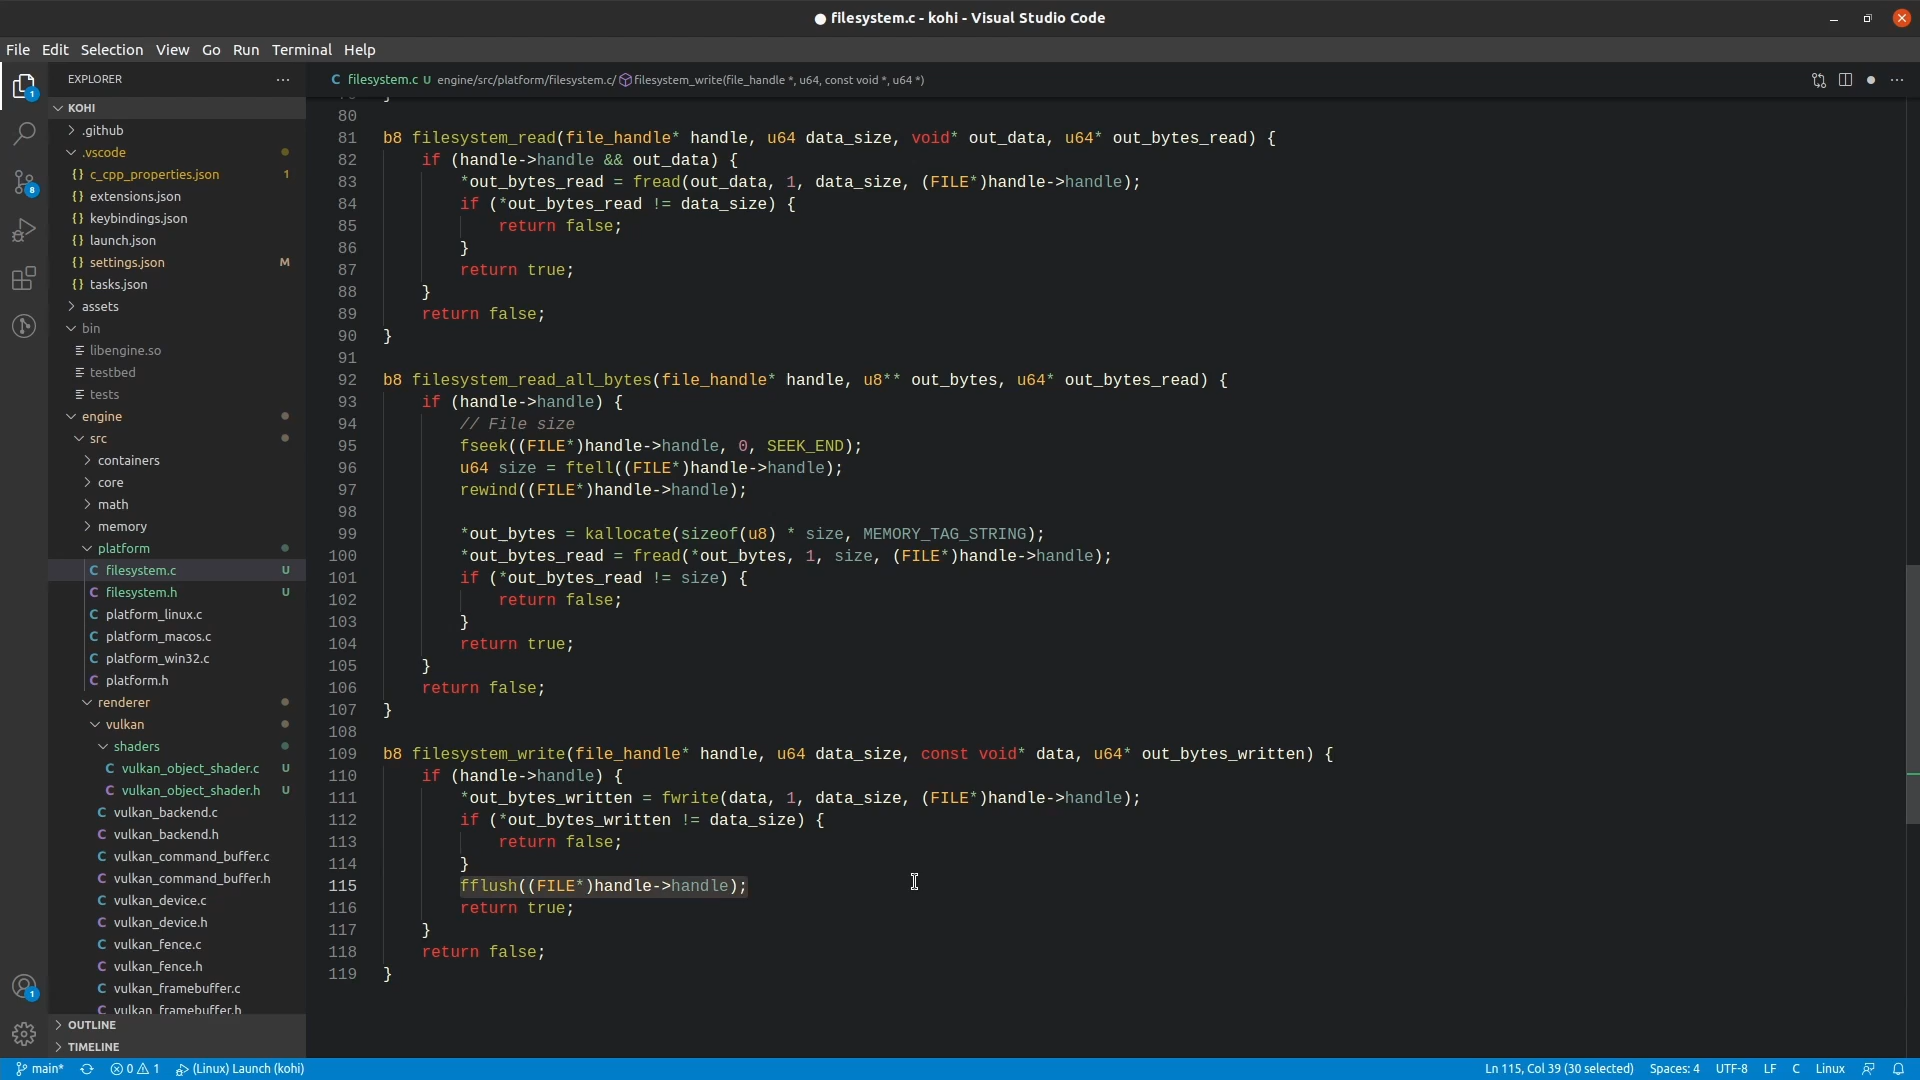 ● filesystem.c - kohi - Visual Studio Code
File Edit Selection View Go Run Terminal Help
EXPLORER
KOHI
.github
.vscode
c_cpp_properties.json 1
extensions.json
keybindings.json
launch.json
settings.json M
tasks.json
assets
bin
libengine.so
testbed
tests
engine
src
containers
core
math
memory
platform
C filesystem.c U
C filesystem.h U
C platform_linux.c
C platform_macos.c
C platform_win32.c
C platform.h
renderer
vulkan
shaders
C vulkan_object_shader.c U
C vulkan_object_shader.h U
C vulkan_backend.c
C vulkan_backend.h
C vulkan_command_buffer.c
C vulkan_command_buffer.h
C vulkan_device.c
C vulkan_device.h
C vulkan_fence.c
C vulkan_fence.h
C vulkan_framebuffer.c
C vulkan_framebuffer.h
OUTLINE
TIMELINE
1
8
1
C filesystem.c U engine/src/platform/filesystem.c/ filesystem_write(file_handle *, u64, const void *, u64 *)
80
81 b8 filesystem_read(file_handle* handle, u64 data_size, void* out_data, u64* out_bytes_read) {
82 if (handle->handle && out_data) {
83 *out_bytes_read = fread(out_data, 1, data_size, (FILE*)handle->handle);
84 if (*out_bytes_read != data_size) {
85 return false;
86 }
87 return true;
88 }
89 return false;
90 }
91
92 b8 filesystem_read_all_bytes(file_handle* handle, u8** out_bytes, u64* out_bytes_read) {
93 if (handle->handle) {
94 // File size
95 fseek((FILE*)handle->handle, 0, SEEK_END);
96 u64 size = ftell((FILE*)handle->handle);
97 rewind((FILE*)handle->handle);
98
99 *out_bytes = kallocate(sizeof(u8) * size, MEMORY_TAG_STRING);
100 *out_bytes_read = fread(*out_bytes, 1, size, (FILE*)handle->handle);
101 if (*out_bytes_read != size) {
102 return false;
103 }
104 return true;
105 }
106 return false;
107 }
108
109 b8 filesystem_write(file_handle* handle, u64 data_size, const void* data, u64* out_bytes_written) {
110 if (handle->handle) {
111 *out_bytes_written = fwrite(data, 1, data_size, (FILE*)handle->handle);
112 if (*out_bytes_written != data_size) {
113 return false;
114 }
115 fflush((FILE*)handle->handle);
116 return true;
117 }
118 return false;
119 }
main* 0 1 (Linux) Launch (kohi) Ln 115, Col 39 (30 selected) Spaces: 4 UTF-8 LF C Linux